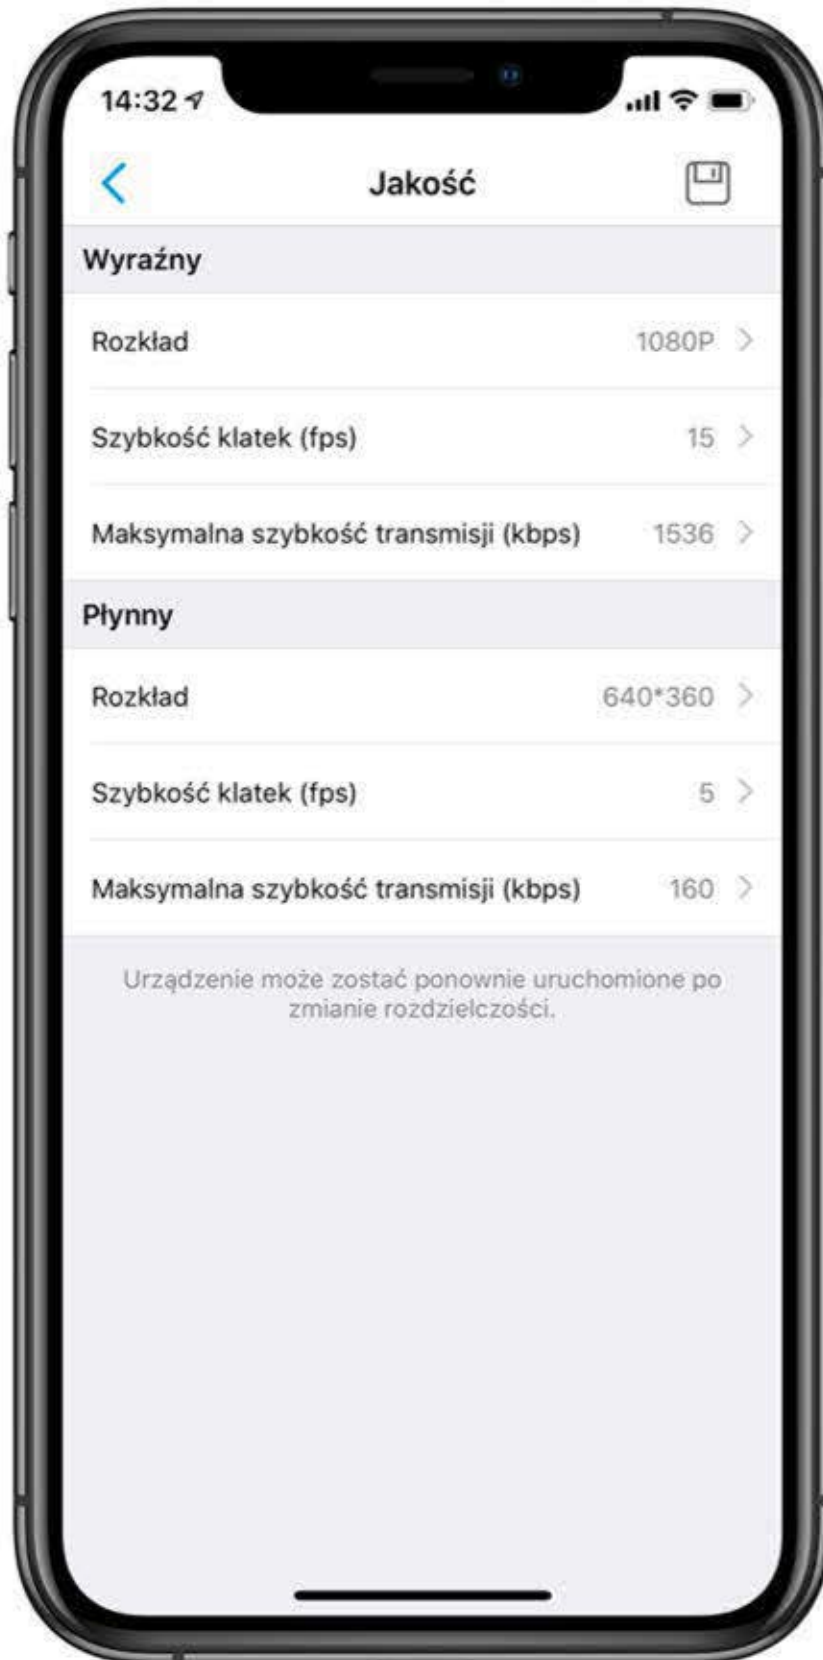 14:32
Jakość
Wyraźny
Rozkład 1080P
Szybkość klatek (fps) 15
Maksymalna szybkość transmisji (kbps) 1536
Płynny
Rozkład 640*360
Szybkość klatek (fps) 5
Maksymalna szybkość transmisji (kbps) 160
Urządzenie może zostać ponownie uruchomione po
zmianie rozdzielczości.